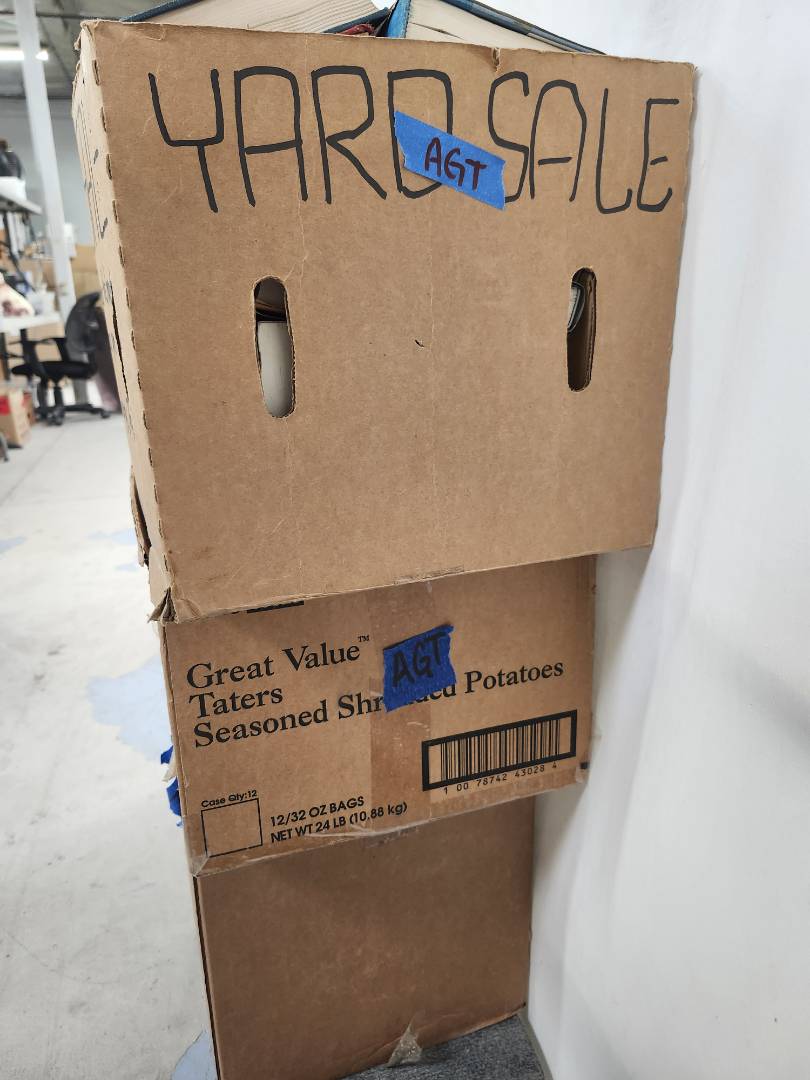 YARD SALE
AGT
Great Value™
AGT
Taters
Seasoned Shredded Potatoes
1 00 78742 43028 4
Case Qty:12
12/32 OZ BAGS
NET WT 24 LB (10.88 kg)